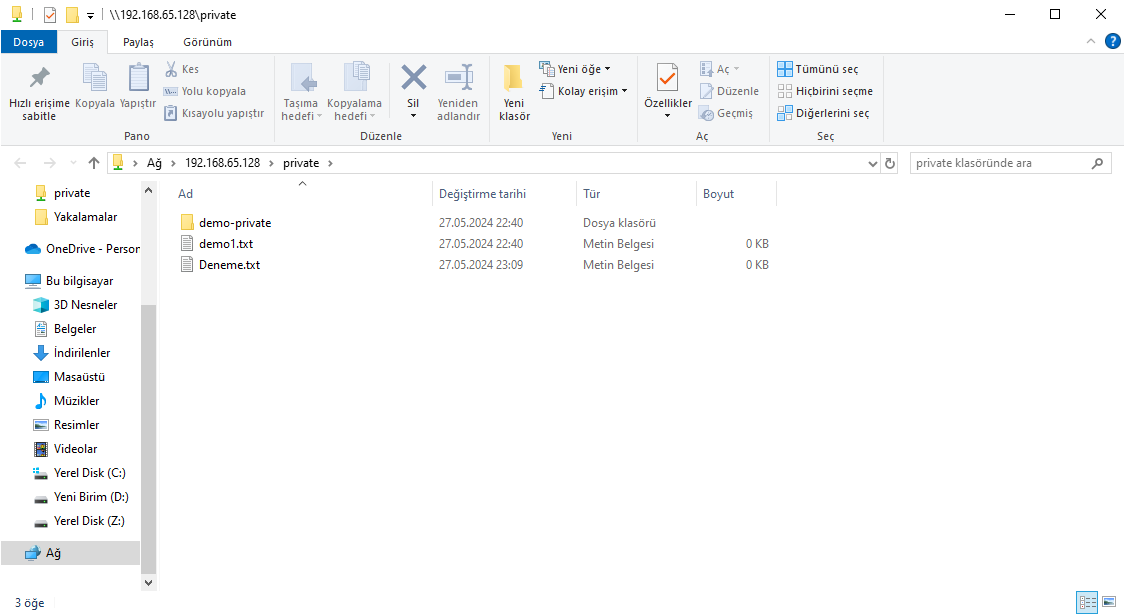 \\192.168.65.128\private
Dosya Giriş Paylaş Görünüm
Hızlı erişime sabitle
Kopyala
Yapıştır
Kes
Yolu kopyala
Kısayolu yapıştır
Pano
Taşıma hedefi
Kopyalama hedefi
Sil
Yeniden adlandır
Düzenle
Yeni klasör
Yeni öğe
Kolay erişim
Yeni
Özellikler
Aç
Düzenle
Geçmiş
Aç
Tümünü seç
Hiçbirini seçme
Diğerlerini seç
Seç
Ağ > 192.168.65.128 > private >
private klasöründe ara
private
Yakalamalar
OneDrive - Person
Bu bilgisayar
3D Nesneler
Belgeler
İndirilenler
Masaüstü
Müzikler
Resimler
Videolar
Yerel Disk (C:)
Yeni Birim (D:)
Yerel Disk (Z:)
Ağ
Ad Değiştirme tarihi Tür Boyut
demo-private 27.05.2024 22:40 Dosya klasörü
demo1.txt 27.05.2024 22:40 Metin Belgesi 0 KB
Deneme.txt 27.05.2024 23:09 Metin Belgesi 0 KB
3 öğe